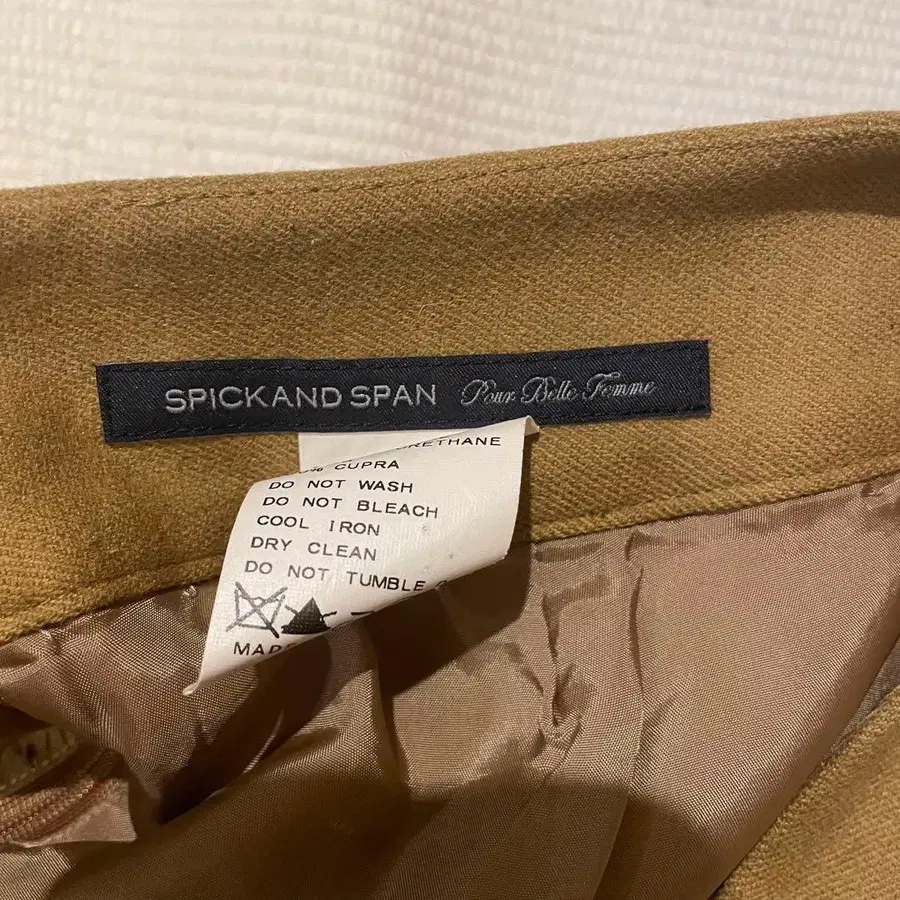 SPICKAND SPAN Pour Belle Femme
CUPRA
DO NOT WASH
DO NOT BLEACH
COOL IRON
DRY CLEAN
DO NOT TUMBLE